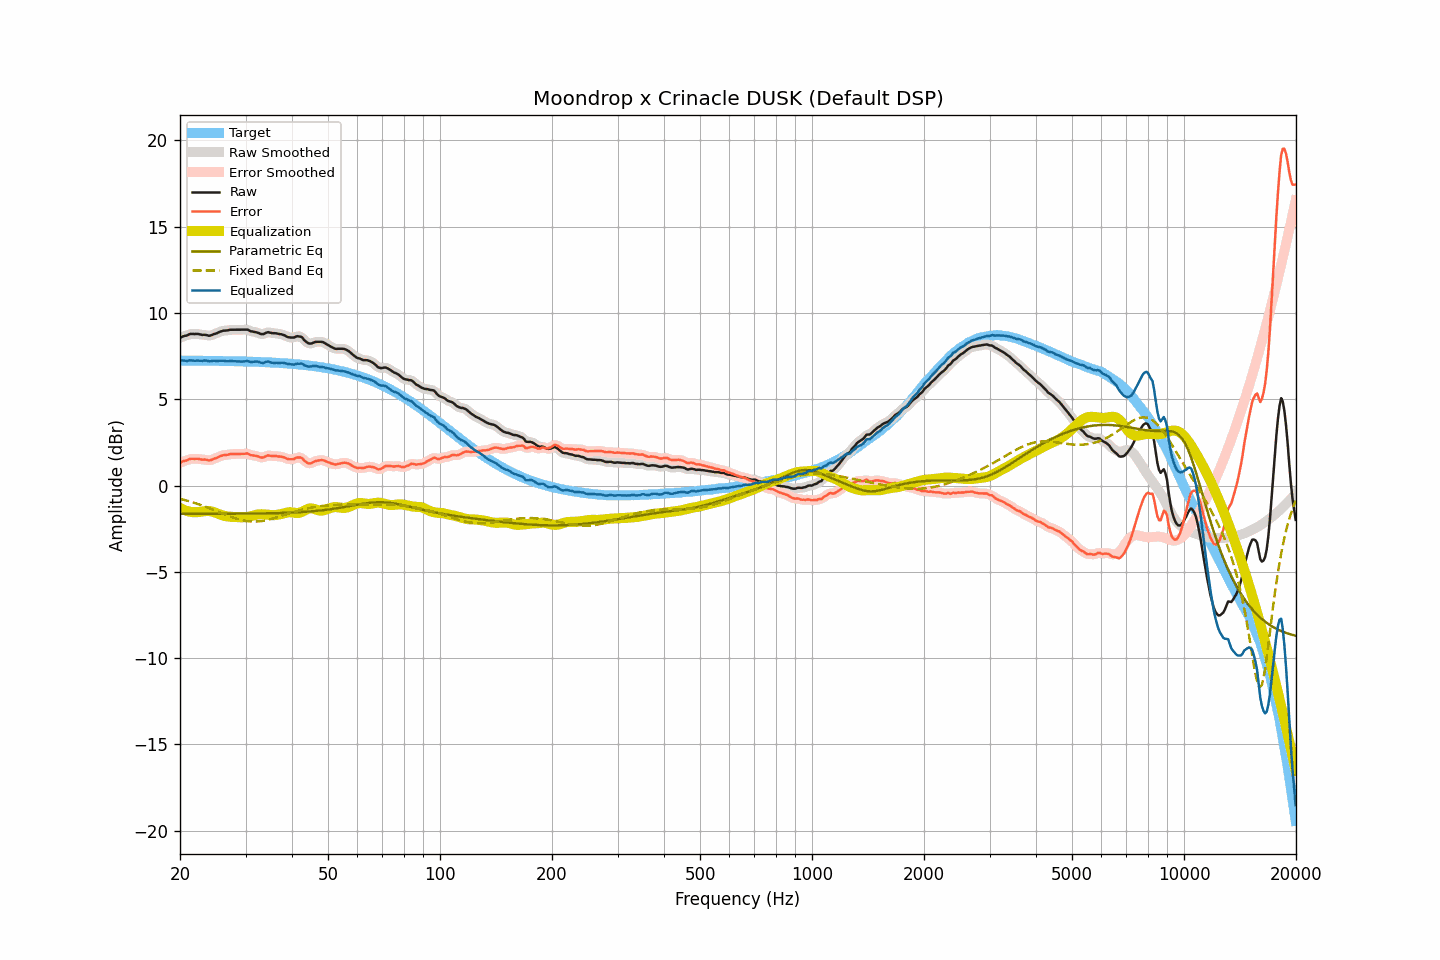 Moondrop x Crinacle DUSK (Default DSP)
Target
Raw Smoothed
Error Smoothed
Raw
Error
Equalization
Parametric Eq
Fixed Band Eq
Equalized
Amplitude (dBr)
20
15
10
5
0
−5
−10
−15
−20
20 50 100 200 500 1000 2000 5000 10000 20000
Frequency (Hz)